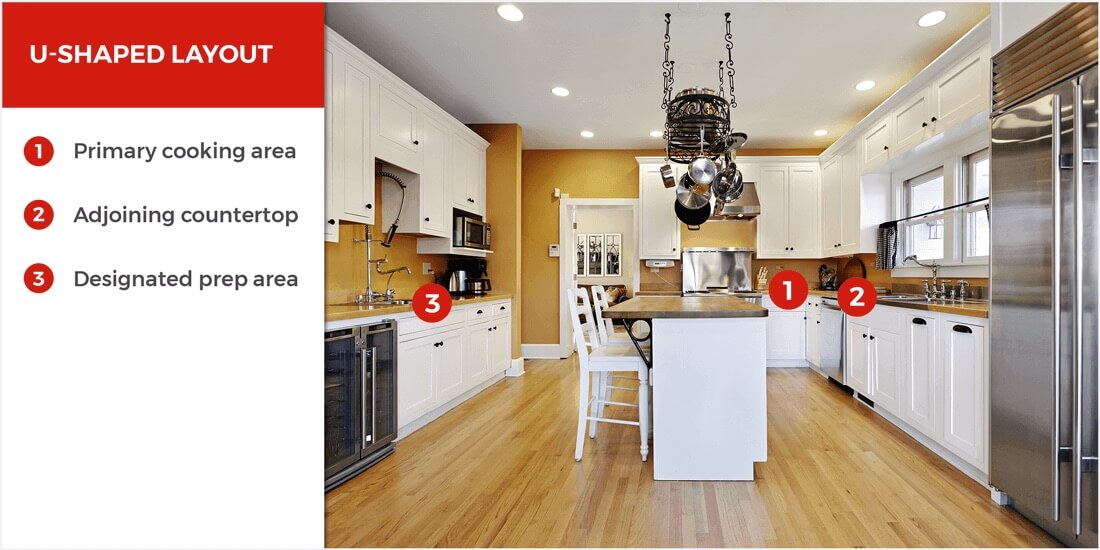 U-SHAPED LAYOUT
1 Primary cooking area
2 Adjoining countertop
3 Designated prep area
3
1
2